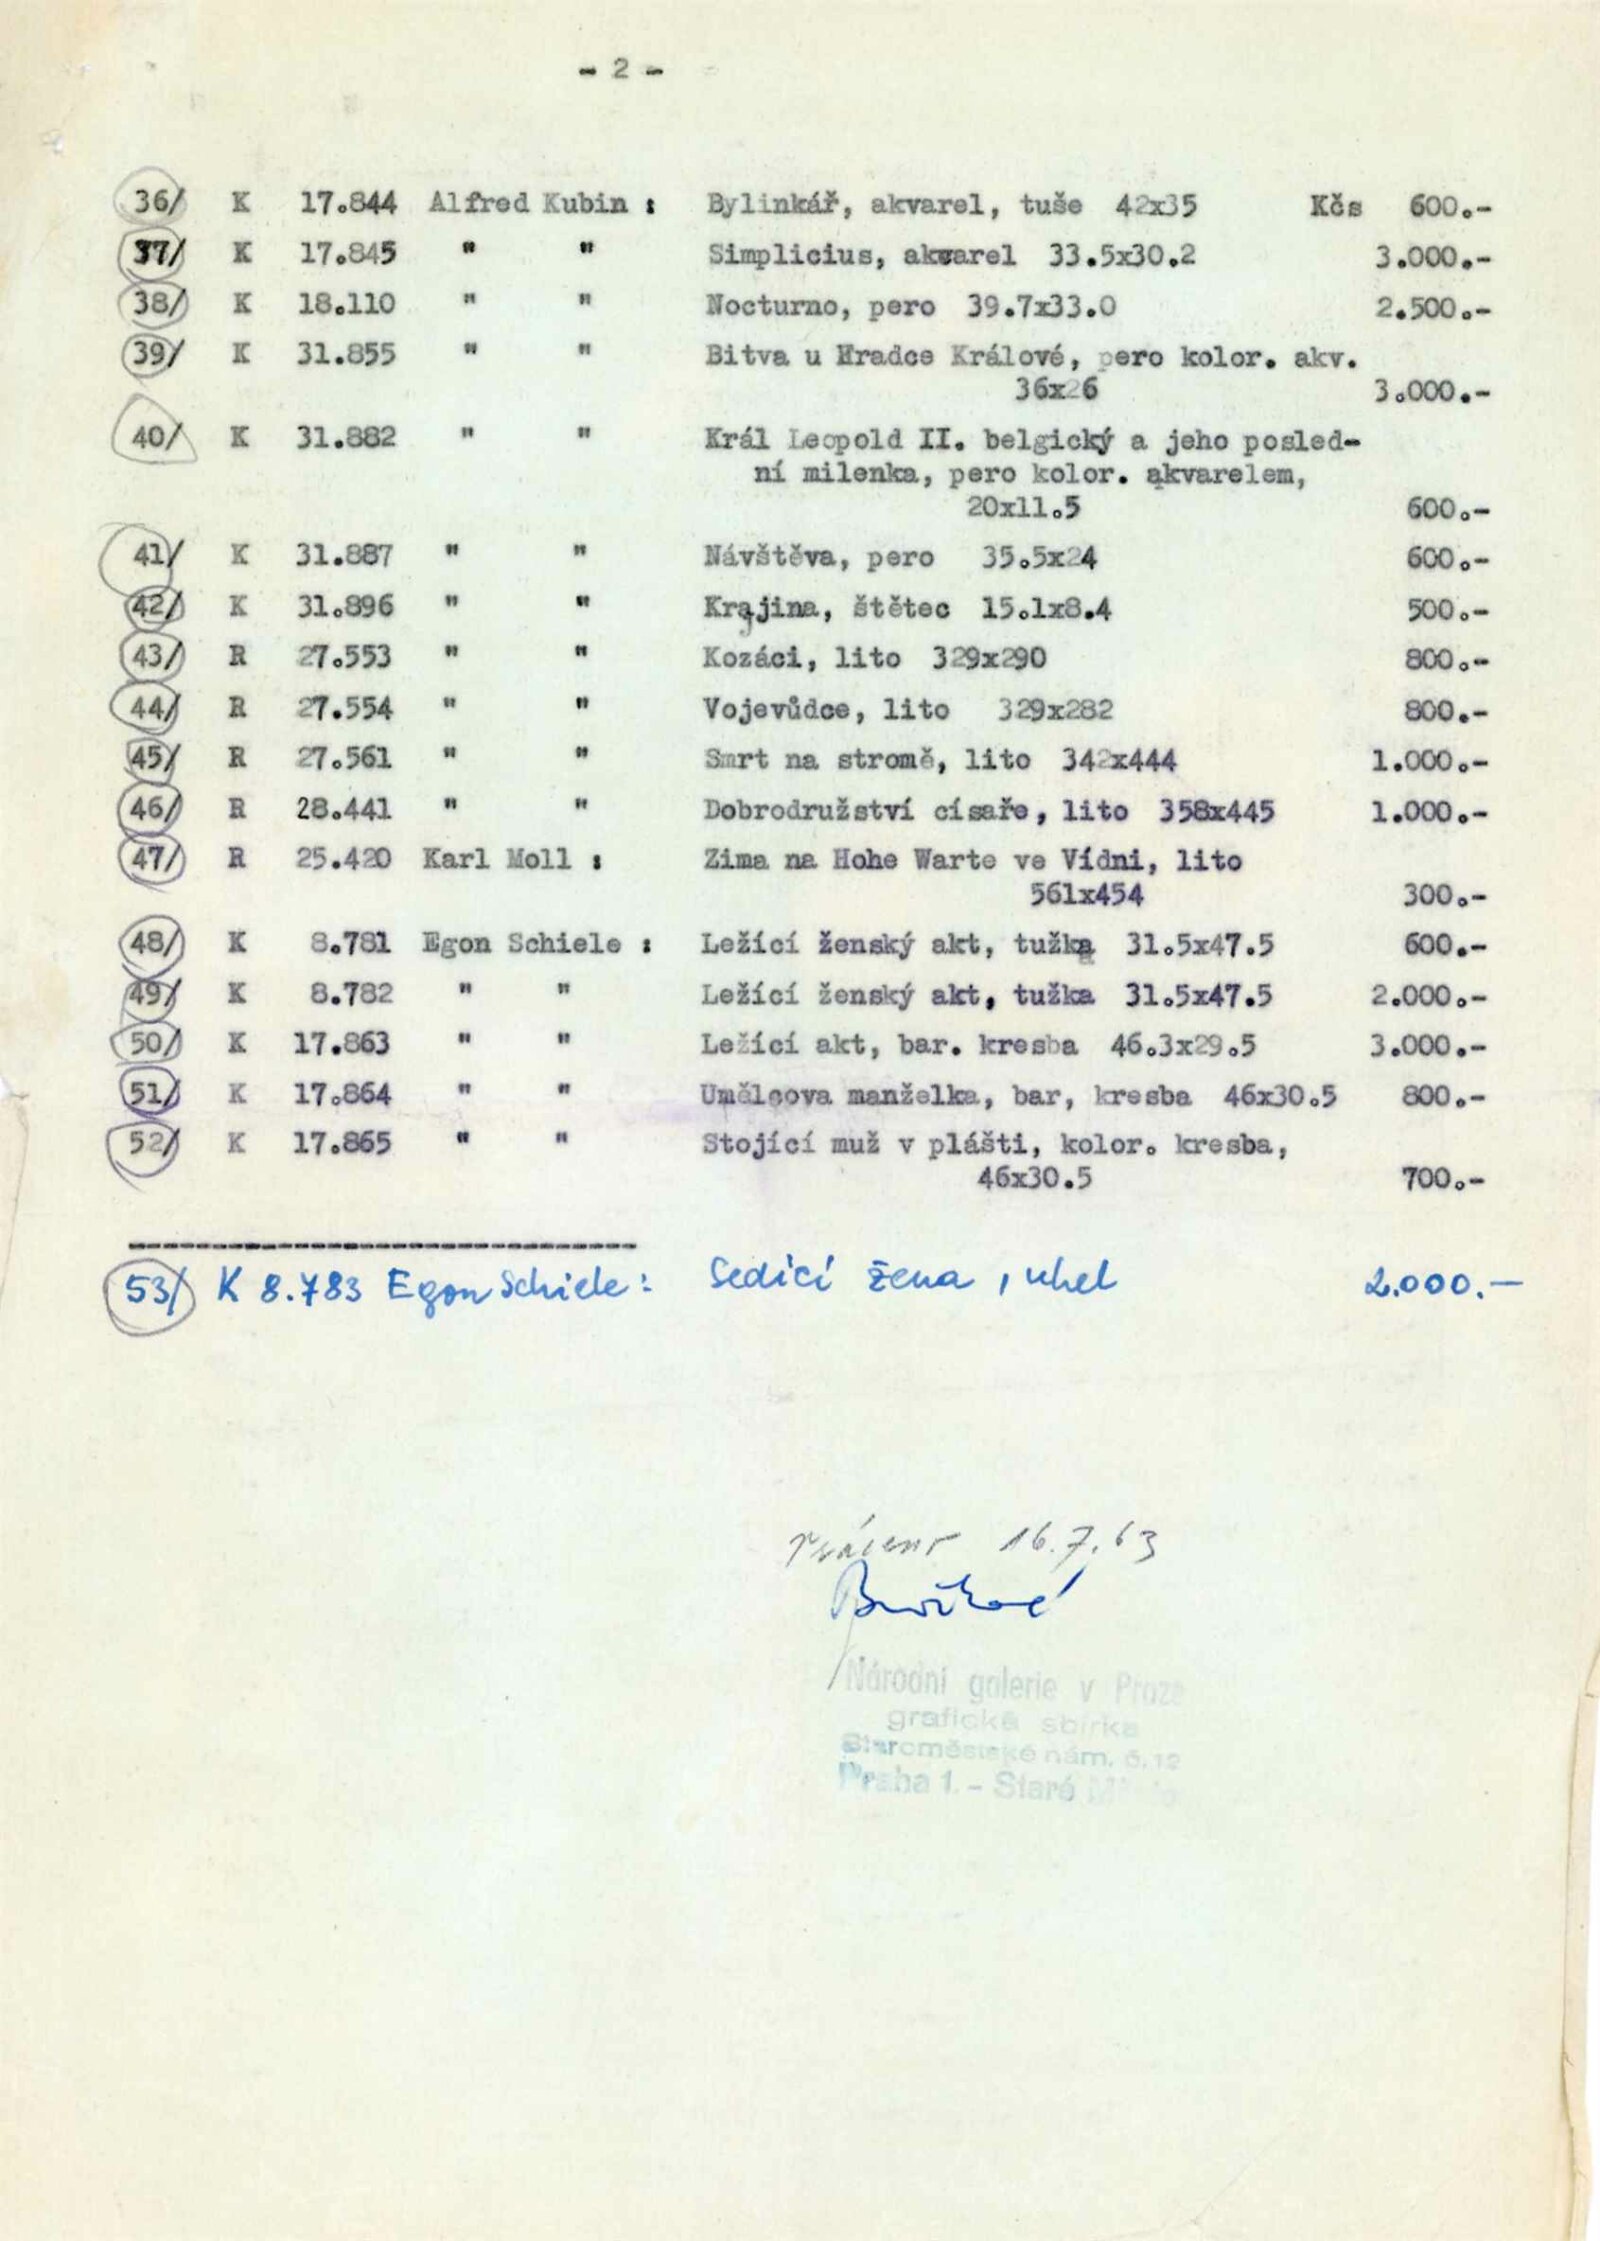 - 2 -
36/ K 17.844 Alfred Kubin : Bylinkář, akvarel, tuše 42x35 Kčs 600.-
37/ K 17.845 " " Simplicius, akvarel 33.5x30.2 3.000.-
38/ K 18.110 " " Nocturno, pero 39.7x33.0 2.500.-
39/ K 31.855 " " Bitva u Hradce Králové, pero kolor. akv.
36x26 3.000.-
40/ K 31.882 " " Král Leopold II. belgický a jeho posled-
ní milenka, pero kolor. akvarelem,
20x11.5 600.-
41/ K 31.887 " " Návštěva, pero 35.5x24 600.-
42/ K 31.896 " " Krajina, štětec 15.1x8.4 500.-
43/ R 27.553 " " Kozáci, lito 329x290 800.-
44/ R 27.554 " " Vojevůdce, lito 329x282 800.-
45/ R 27.561 " " Smrt na stromě, lito 342x444 1.000.-
46/ R 28.441 " " Dobrodružství císaře, lito 358x445 1.000.-
47/ R 25.420 Karl Moll : Zima na Hohe Warte ve Vídni, lito
561x454 300.-
48/ K 8.781 Egon Schiele : Ležící ženský akt, tužka 31.5x47.5 600.-
49/ K 8.782 " " Ležící ženský akt, tužka 31.5x47.5 2.000.-
50/ K 17.863 " " Ležící akt, bar. kresba 46.3x29.5 3.000.-
51/ K 17.864 " " Umělcova manželka, bar, kresba 46x30.5 800.-
52/ K 17.865 " " Stojící muž v plášti, kolor. kresba,
46x30.5 700.-
53/ K 8.783 Egon Schiele: Sedící žena, uhel 2.000.-
16.7.63
Národní galerie v Praze
grafická sbírka
Staroměstské nám. č. 12
Praha 1. - Staré